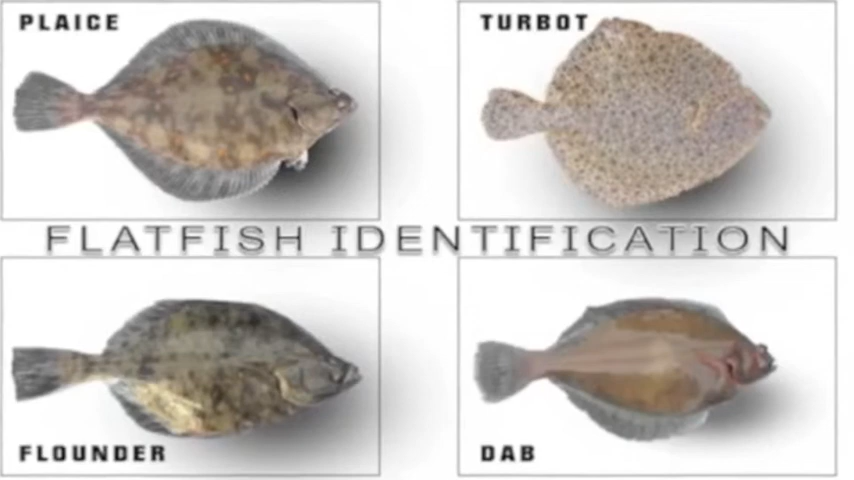 PLAICE
TURBOT
FLATFISH IDENTIFICATION
FLOUNDER
DAB